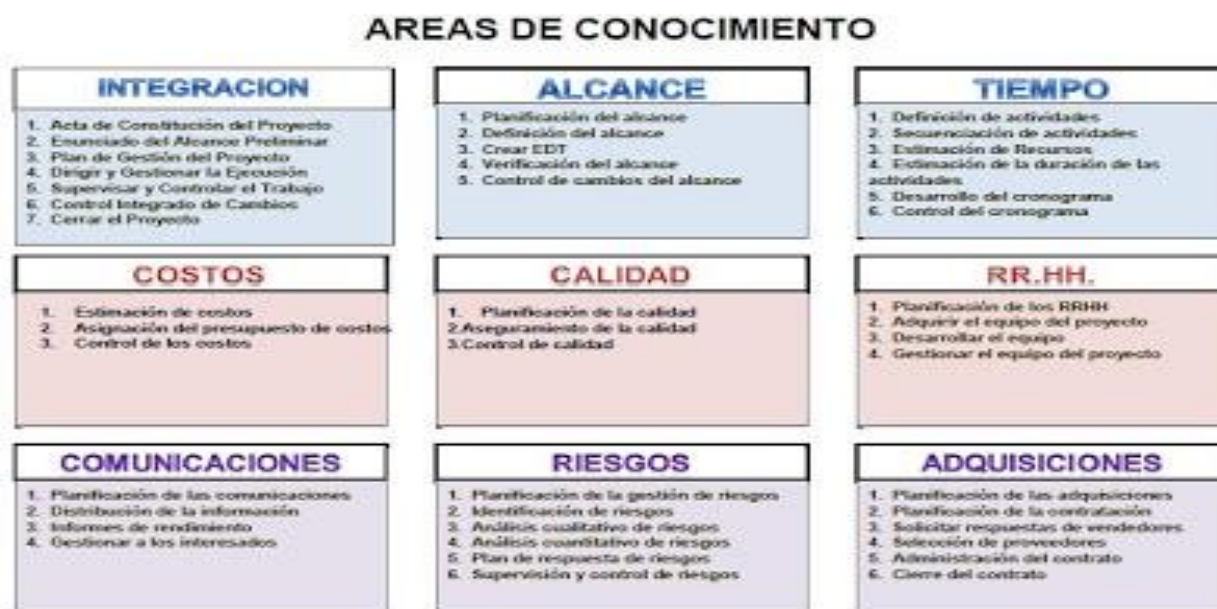 AREAS DE CONOCIMIENTO
INTEGRACION
1. Acta de Constitución del Proyecto
2. Enunciado del Alcance Preliminar
3. Plan de Gestión del Proyecto
4. Dirigir y Gestionar la Ejecución
5. Supervisar y Controlar el Trabajo
6. Control Integrado de Cambios
7. Cerrar el Proyecto
ALCANCE
1. Planificación del alcance
2. Definición del alcance
3. Crear EDT
4. Verificación del alcance
5. Control de cambios del alcance
TIEMPO
1. Definición de actividades
2. Secuenciación de actividades
3. Estimación de Recursos
4. Estimación de la duración de las
actividades
5. Desarrollo del cronograma
6. Control del cronograma
COSTOS
1. Estimación de costos
2. Asignación del presupuesto de costos
3. Control de los costos
CALIDAD
1. Planificación de la calidad
2.Aseguramiento de la calidad
3.Control de calidad
RR.HH.
1. Planificación de los RRHH
2. Adquirir el equipo del proyecto
3. Desarrollar el equipo
4. Gestionar el equipo del proyecto
COMUNICACIONES
1. Planificación de las comunicaciones
2. Distribución de la información
3. Informes de rendimiento
4. Gestionar a los interesados
RIESGOS
1. Planificación de la gestión de riesgos
2. Identificación de riesgos
3. Análisis cualitativo de riesgos
4. Análisis cuantitativo de riesgos
5. Plan de respuesta de riesgos
6. Supervisión y control de riesgos
ADQUISICIONES
1. Planificación de las adquisiciones
2. Planificación de la contratación
3. Solicitar respuestas de vendedores
4. Selección de proveedores
5. Administración del contrato
6. Cierre del contrato